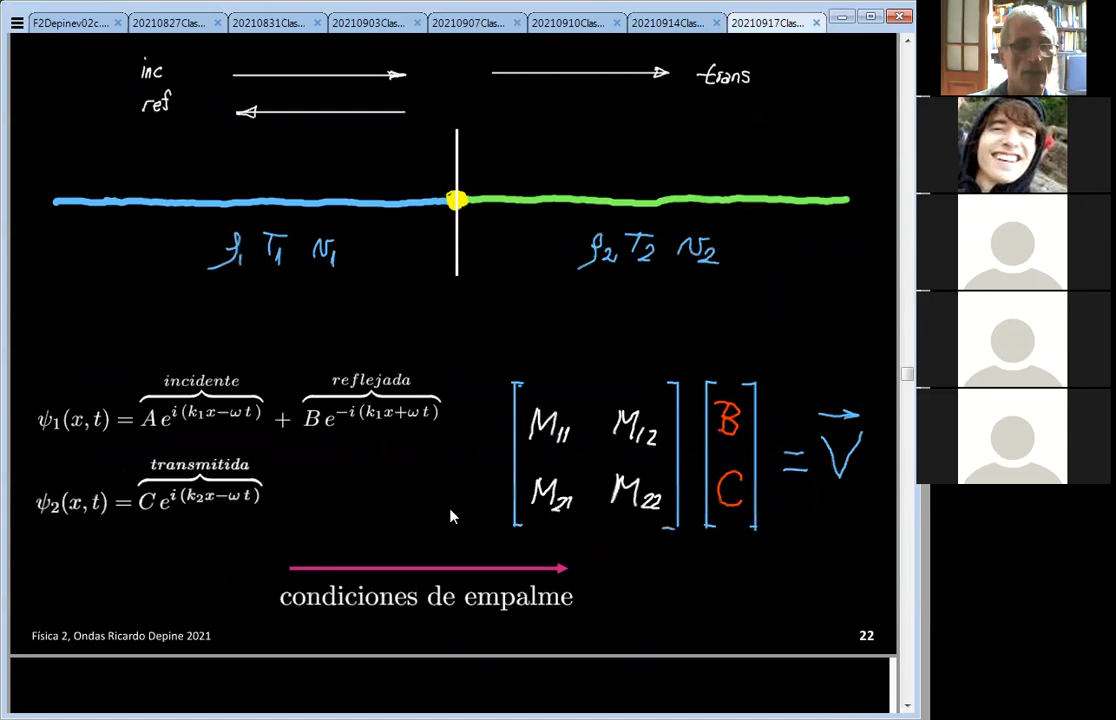 F2Depinev02c.... 20210827Clas... 20210831Clas... 20210903Clas... 20210907Clas... 20210910Clas... 20210914Clas... 20210917Clas...
inc trans
ref
ρ₁ T₁ v₁ ρ₂ T₂ v₂
incidente reflejada
ψ₁(x,t) = A e^{i(k₁x−ωt)} + B e^{−i(k₁x+ωt)}
transmitida
ψ₂(x,t) = C e^{i(k₂x−ωt)}
M₁₁ M₁₂ B
= V⃗
M₂₁ M₂₂ C
condiciones de empalme
Física 2, Ondas Ricardo Depine 2021 22